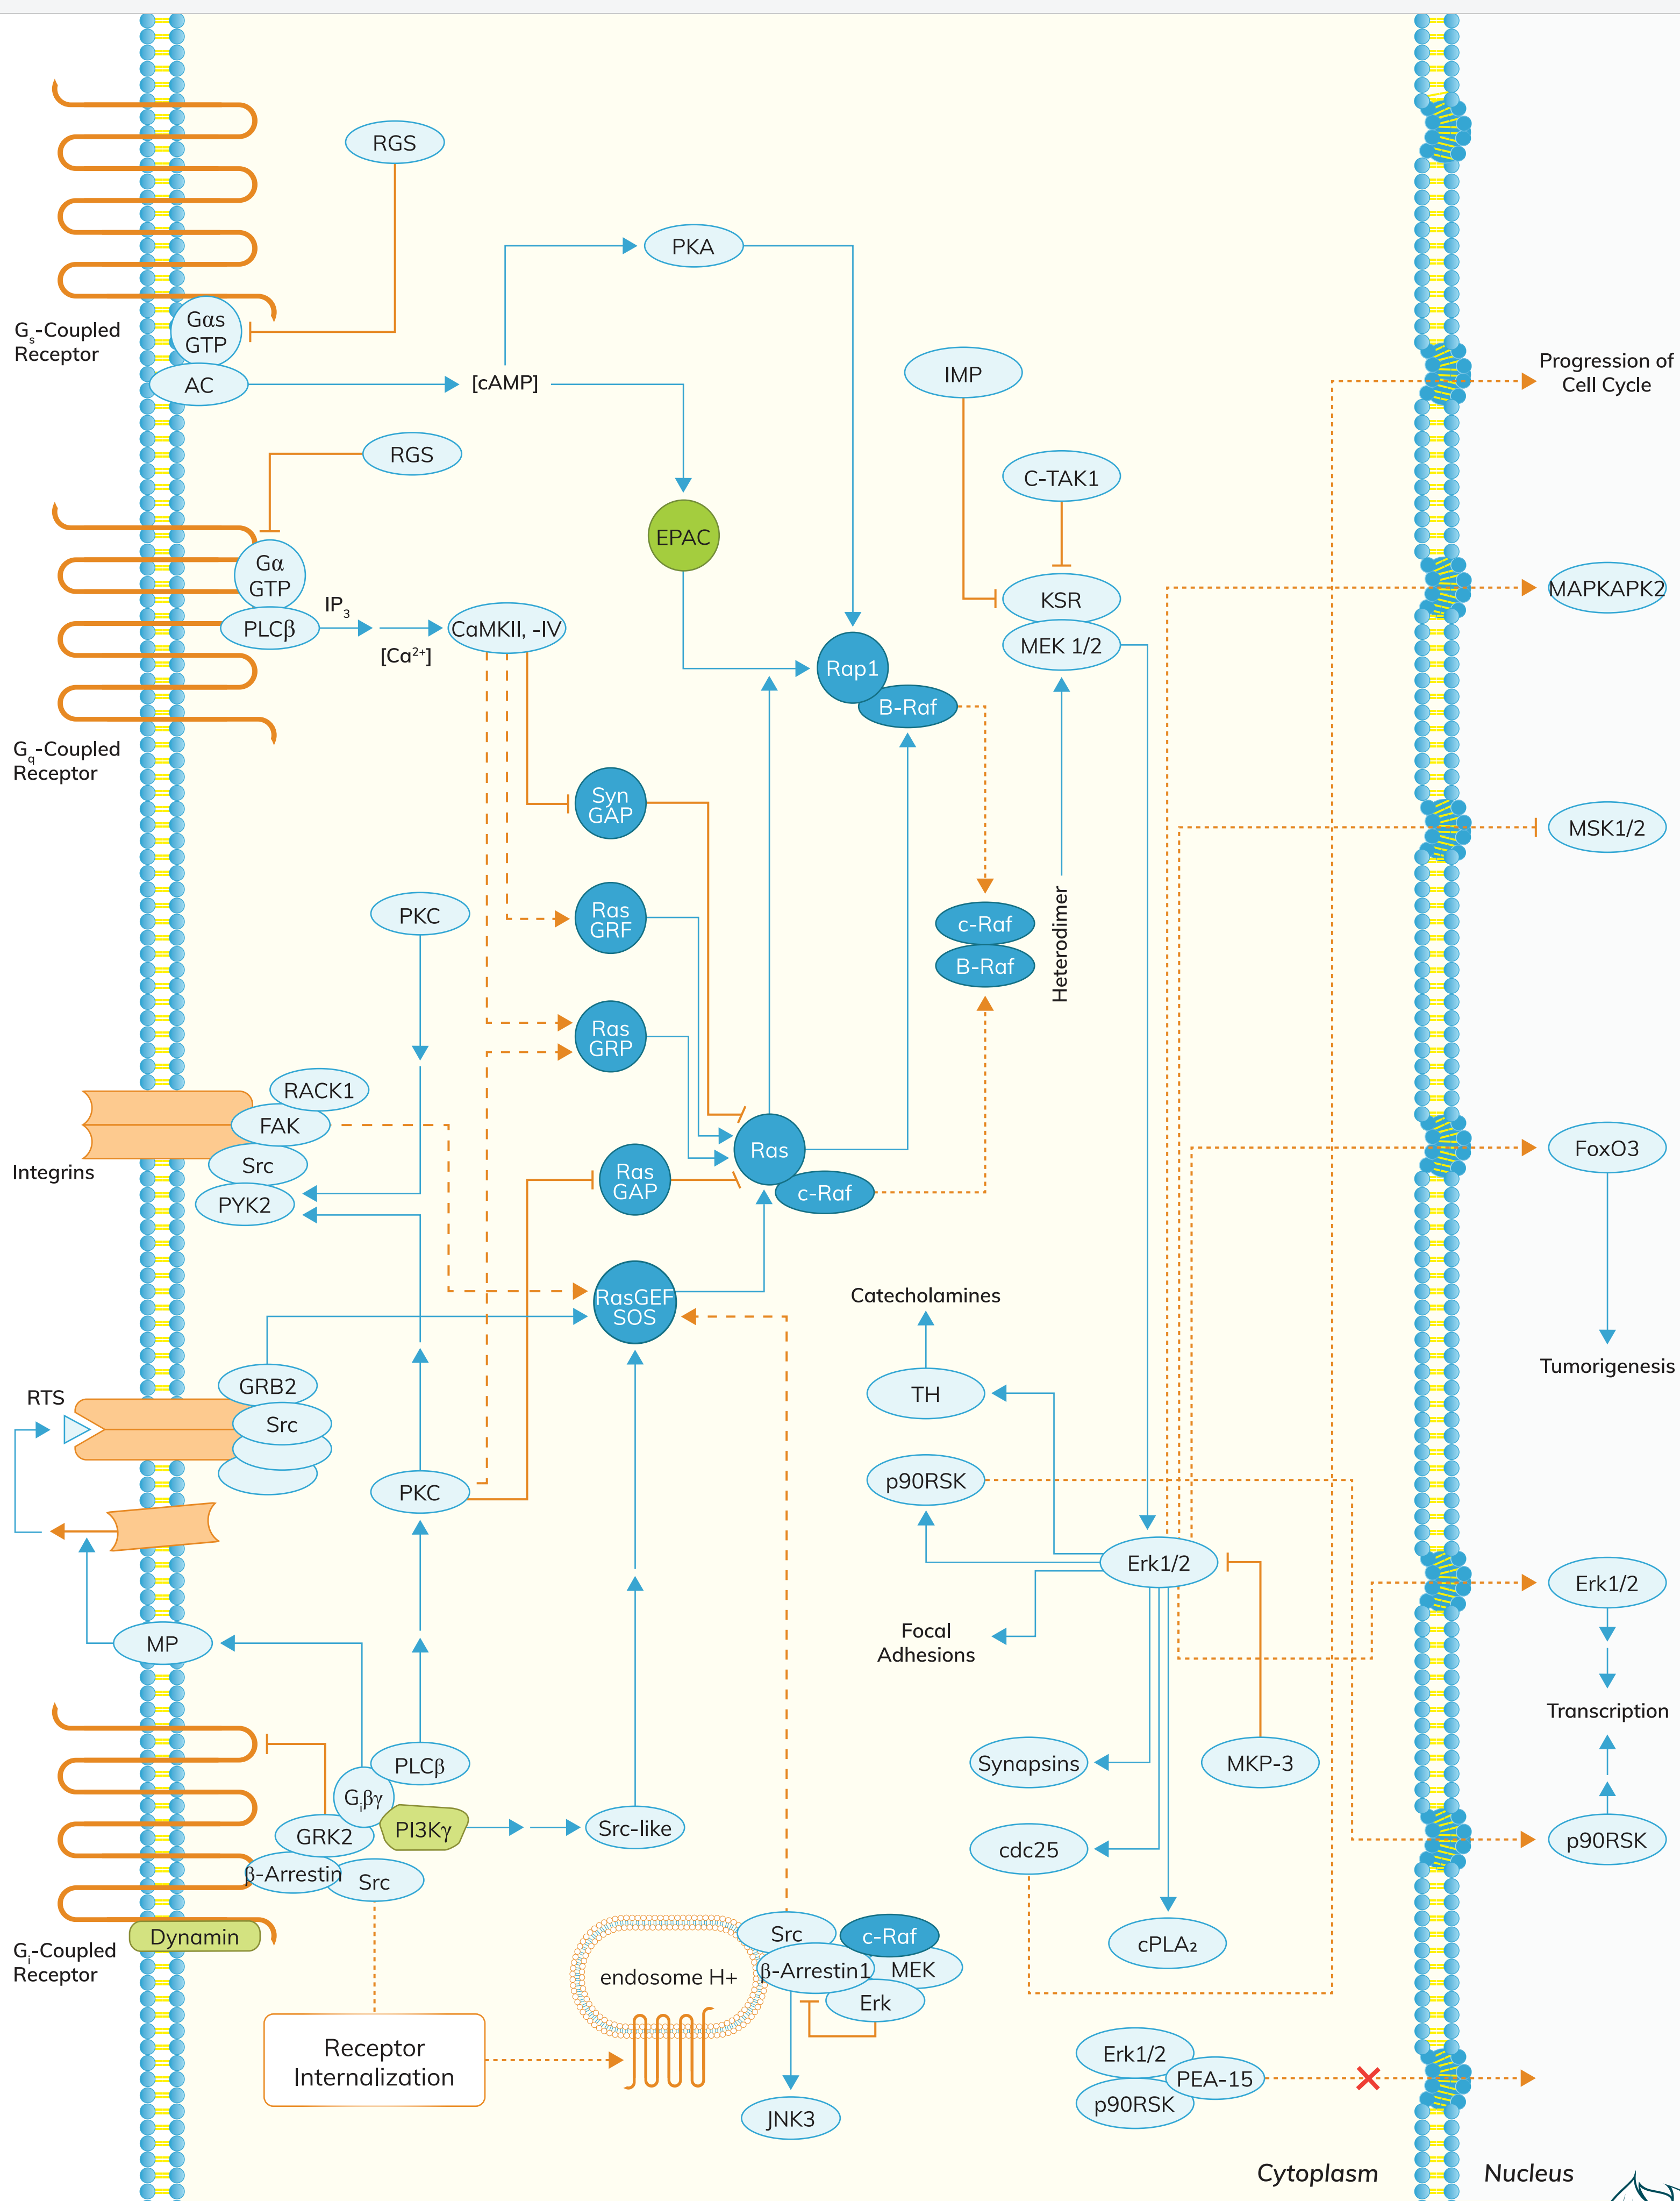 RGS
PKA
Gαs
GTP
Gs-Coupled
Receptor
AC
[cAMP]
IMP
Progression of
Cell Cycle
RGS
C-TAK1
EPAC
Gα
GTP
IP3
PLCβ
[Ca²⁺]
CaMKII, -IV
KSR
MEK 1/2
MAPKAPK2
Rap1
B-Raf
Gq-Coupled
Receptor
Syn
GAP
MSK1/2
PKC
Ras
GRF
c-Raf
B-Raf
Heterodimer
Ras
GRP
RACK1
FAK
Src
PYK2
Integrins
Ras
Ras
GAP
c-Raf
FoxO3
RasGEF
SOS
Catecholamines
Tumorigenesis
GRB2
TH
RTS
Src
p90RSK
PKC
Erk1/2
Erk1/2
MP
Focal
Adhesions
Transcription
PLCβ
Synapsins
MKP-3
Giβγ
GRK2
PI3Kγ
Src-like
cdc25
p90RSK
β-Arrestin
Src
Dynamin
Gi-Coupled
Receptor
Src
c-Raf
cPLA₂
endosome H+
β-Arrestin1
MEK
Erk
Receptor
Internalization
Erk1/2
PEA-15
p90RSK
JNK3
Cytoplasm
Nucleus